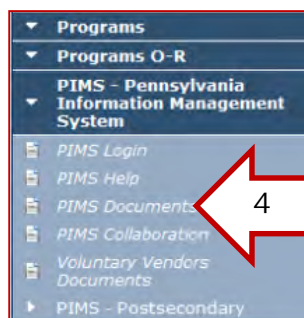 Programs
Programs O-R
PIMS - Pennsylvania
Information Management
System
PIMS Login
PIMS Help
PIMS Documents
4
PIMS Collaboration
Voluntary Vendors
Documents
PIMS - Postsecondary